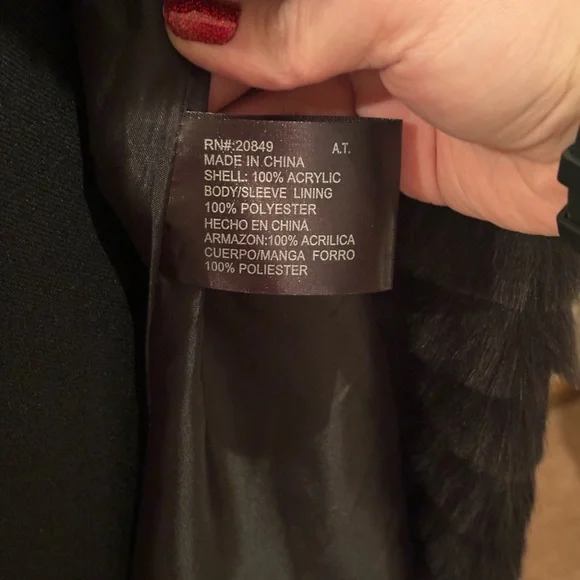 RN#:20849 A.T.
MADE IN CHINA
SHELL: 100% ACRYLIC
BODY/SLEEVE LINING
100% POLYESTER
HECHO EN CHINA
ARMAZON:100% ACRILICA
CUERPO/MANGA FORRO
100% POLIESTER